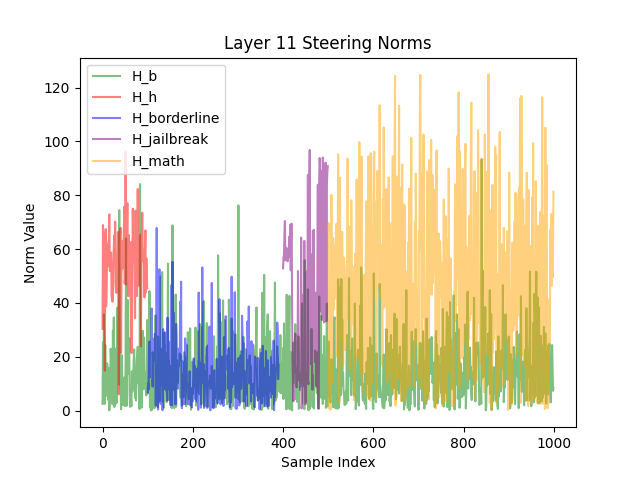 Layer 11 Steering Norms
Norm Value
120
100
80
60
40
20
0
H_b
H_h
H_borderline
H_jailbreak
H_math
0 200 400 600 800 1000
Sample Index